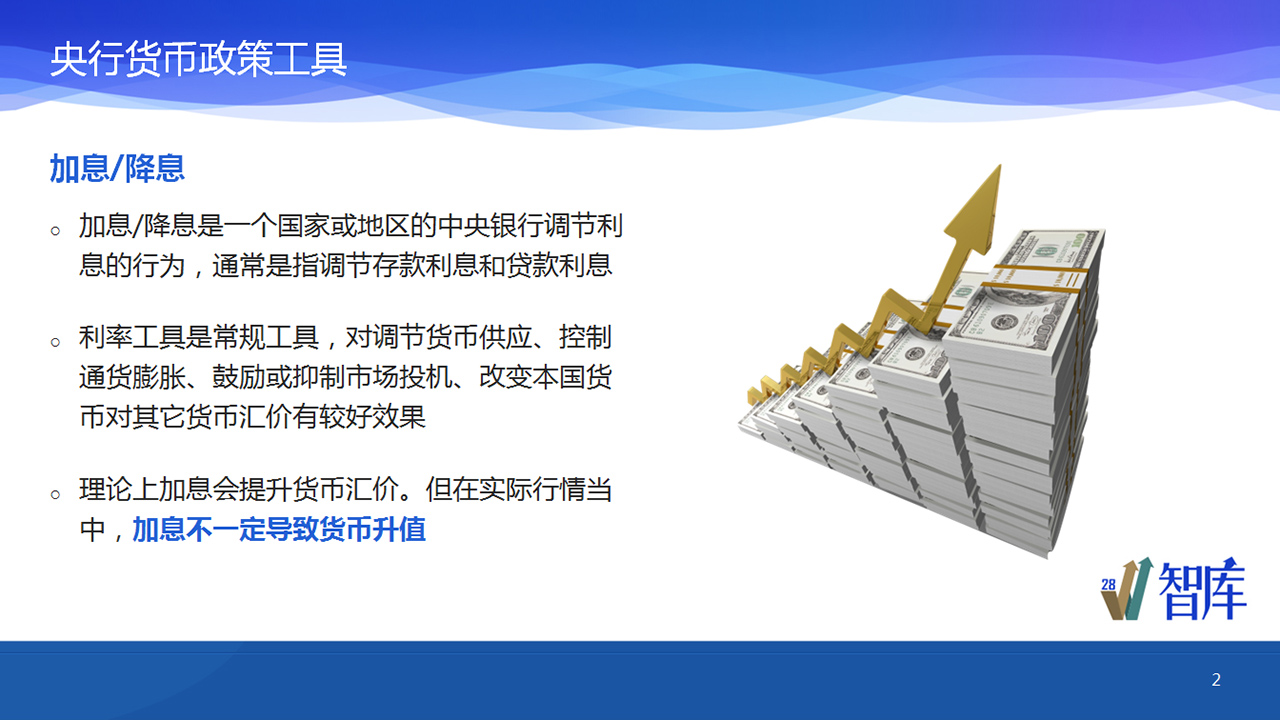 央行货币政策工具
加息/降息
加息/降息是一个国家或地区的中央银行调节利
息的行为，通常是指调节存款利息和贷款利息
利率工具是常规工具，对调节货币供应、控制
通货膨胀、鼓励或抑制市场投机、改变本国货
币对其它货币汇价有较好效果
理论上加息会提升货币汇价。但在实际行情当
中，加息不一定导致货币升值
28
智库
2